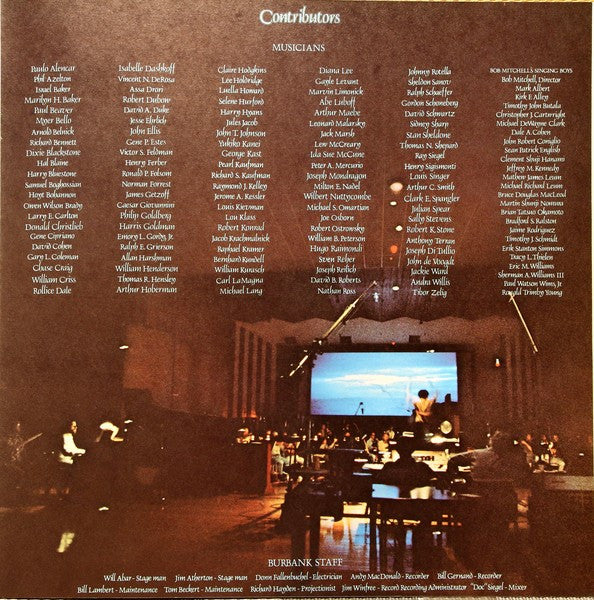 Contributors
MUSICIANS
Paulo Alencar
Phil Azelton
Israel Baker
Marilyn H. Baker
Paul Beaver
Myer Bello
Arnold Belnick
Richard Bennett
Dixie Blackstone
Hal Blaine
Harry Bluestone
Samuel Boghossian
Hoyt Bohannon
Owen Wilson Brady
Larry E. Carlton
Donald Christlieb
Gene Cipriano
David Cohen
Gary L. Coleman
Chase Craig
William Criss
Rollice Dale
Isabelle Daskoff
Vincent N. DeRosa
Assa Drori
Robert Dubow
David A. Duke
Jesse Ehrlich
John Ellis
Gene P. Estes
Victor S. Feldman
Henry Ferber
Ronald P. Folsom
Norman Forrest
James Getzoff
Caesar Giovannini
Philip Goldberg
Harris Goldman
Emory L. Gordy, Jr.
Ralph E. Grierson
Allan Harshman
William Henderson
Thomas R. Hensley
Arthur Hoberman
Claire Hodgkins
Lee Holdridge
Luella Howard
Selene Hurford
Harry Hyams
Jules Jacob
John T. Johnson
Yukiko Kanei
George Kast
Pearl Kaufman
Richard S. Kaufman
Raymond J. Kelley
Jerome A. Kessler
Louis Kievman
Lou Klass
Robert Konrad
Jacob Krachmalnick
Raphael Kramer
Bernhard Kundell
William Kurasch
Carl LaMagna
Michael Lang
Diana Lee
Gayle Levant
Marvin Limonick
Abe Luboff
Arthur Maebe
Leonard Malarsky
Jack Marsh
Lew McCreary
Ida Sue McCune
Peter A. Mercurio
Joseph Mondragon
Milton E. Nadel
Wilbert Nuttycombe
Michael S. Omartian
Joe Osborn
Robert Ostrowsky
William B. Peterson
Hugo Raimondi
Sven Reher
Joseph Reilich
David B. Roberts
Nathan Ross
Johnny Rotella
Sheldon Sanov
Ralph Schaeffer
Gordon Schoneberg
David Schwartz
Sidney Sharp
Stan Sheldone
Thomas N. Shepard
Ray Siegel
Henry Sigismonti
Louis Singer
Arthur C. Smith
Clark E. Spangler
Julian Spear
Sally Stevens
Robert K. Stone
Anthony Terran
Joseph Di Tullio
John de Voogdt
Jackie Ward
Andra Willis
Tibor Zelig
BOB MITCHELL'S SINGING BOYS
Bob Mitchell, Director
Mark Albert
Kirk F. Alley
Timothy John Butala
Christopher J. Gartwright
Michael DeWayne Clark
Dale A. Cohen
John Robert Coniglio
Sean Patrick English
Clement Sluip Hanami
Jeffrey M. Kennedy
Mathew James Levin
Michael Richard Levin
Bruce Douglas MacLeod
Martin Shunji Nomura
Brian Tatsuo Okamoto
Bradford S. Ralston
Jaime Rodriguez
Timothy J. Schmidt
Erik Stanton Simmons
Tracy L. Thielen
Eric M. Williams
Sherman A. Williams III
Paul Watson Wims, Jr.
Ronald Trimby Young
BURBANK STAFF
Will Abar - Stage man Jim Atherton - Stage man Donn Fallenbuchel - Electrician Andy MacDonald - Recorder Bill Gernand - Recorder
Bill Lambert - Maintenance Tom Beckert - Maintenance Richard Hayden - Projectionist Jim Winfree - Record Recording Administrator "Doc" Siegel - Mixer